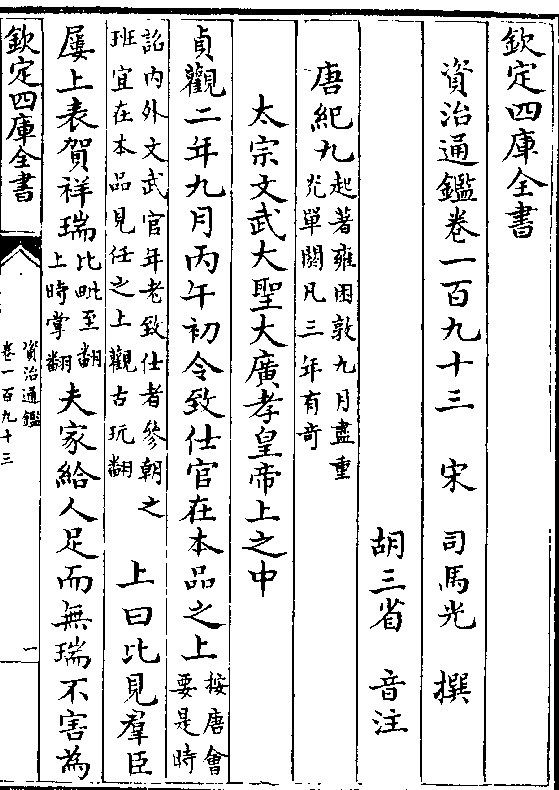 欽定四庫全書
資治通鑑卷一百九十三　宋　司馬光　撰
胡三省　音注
唐紀九起著雍困敦九月盡重
光單閼凡三年有奇
太宗文武大聖大廣孝皇帝上之中
貞觀二年九月丙午初令致仕官在本品之上按唐會
要是時
詔内外文武官年老致仕者參朝之
班宜在本品見任之上觀古玩翻
上曰比見羣臣
屢上表賀祥瑞比毗至翻
上時掌翻
夫家給人足而無瑞不害為
欽定四庫全書
資治通鑑
卷一百九十三
一